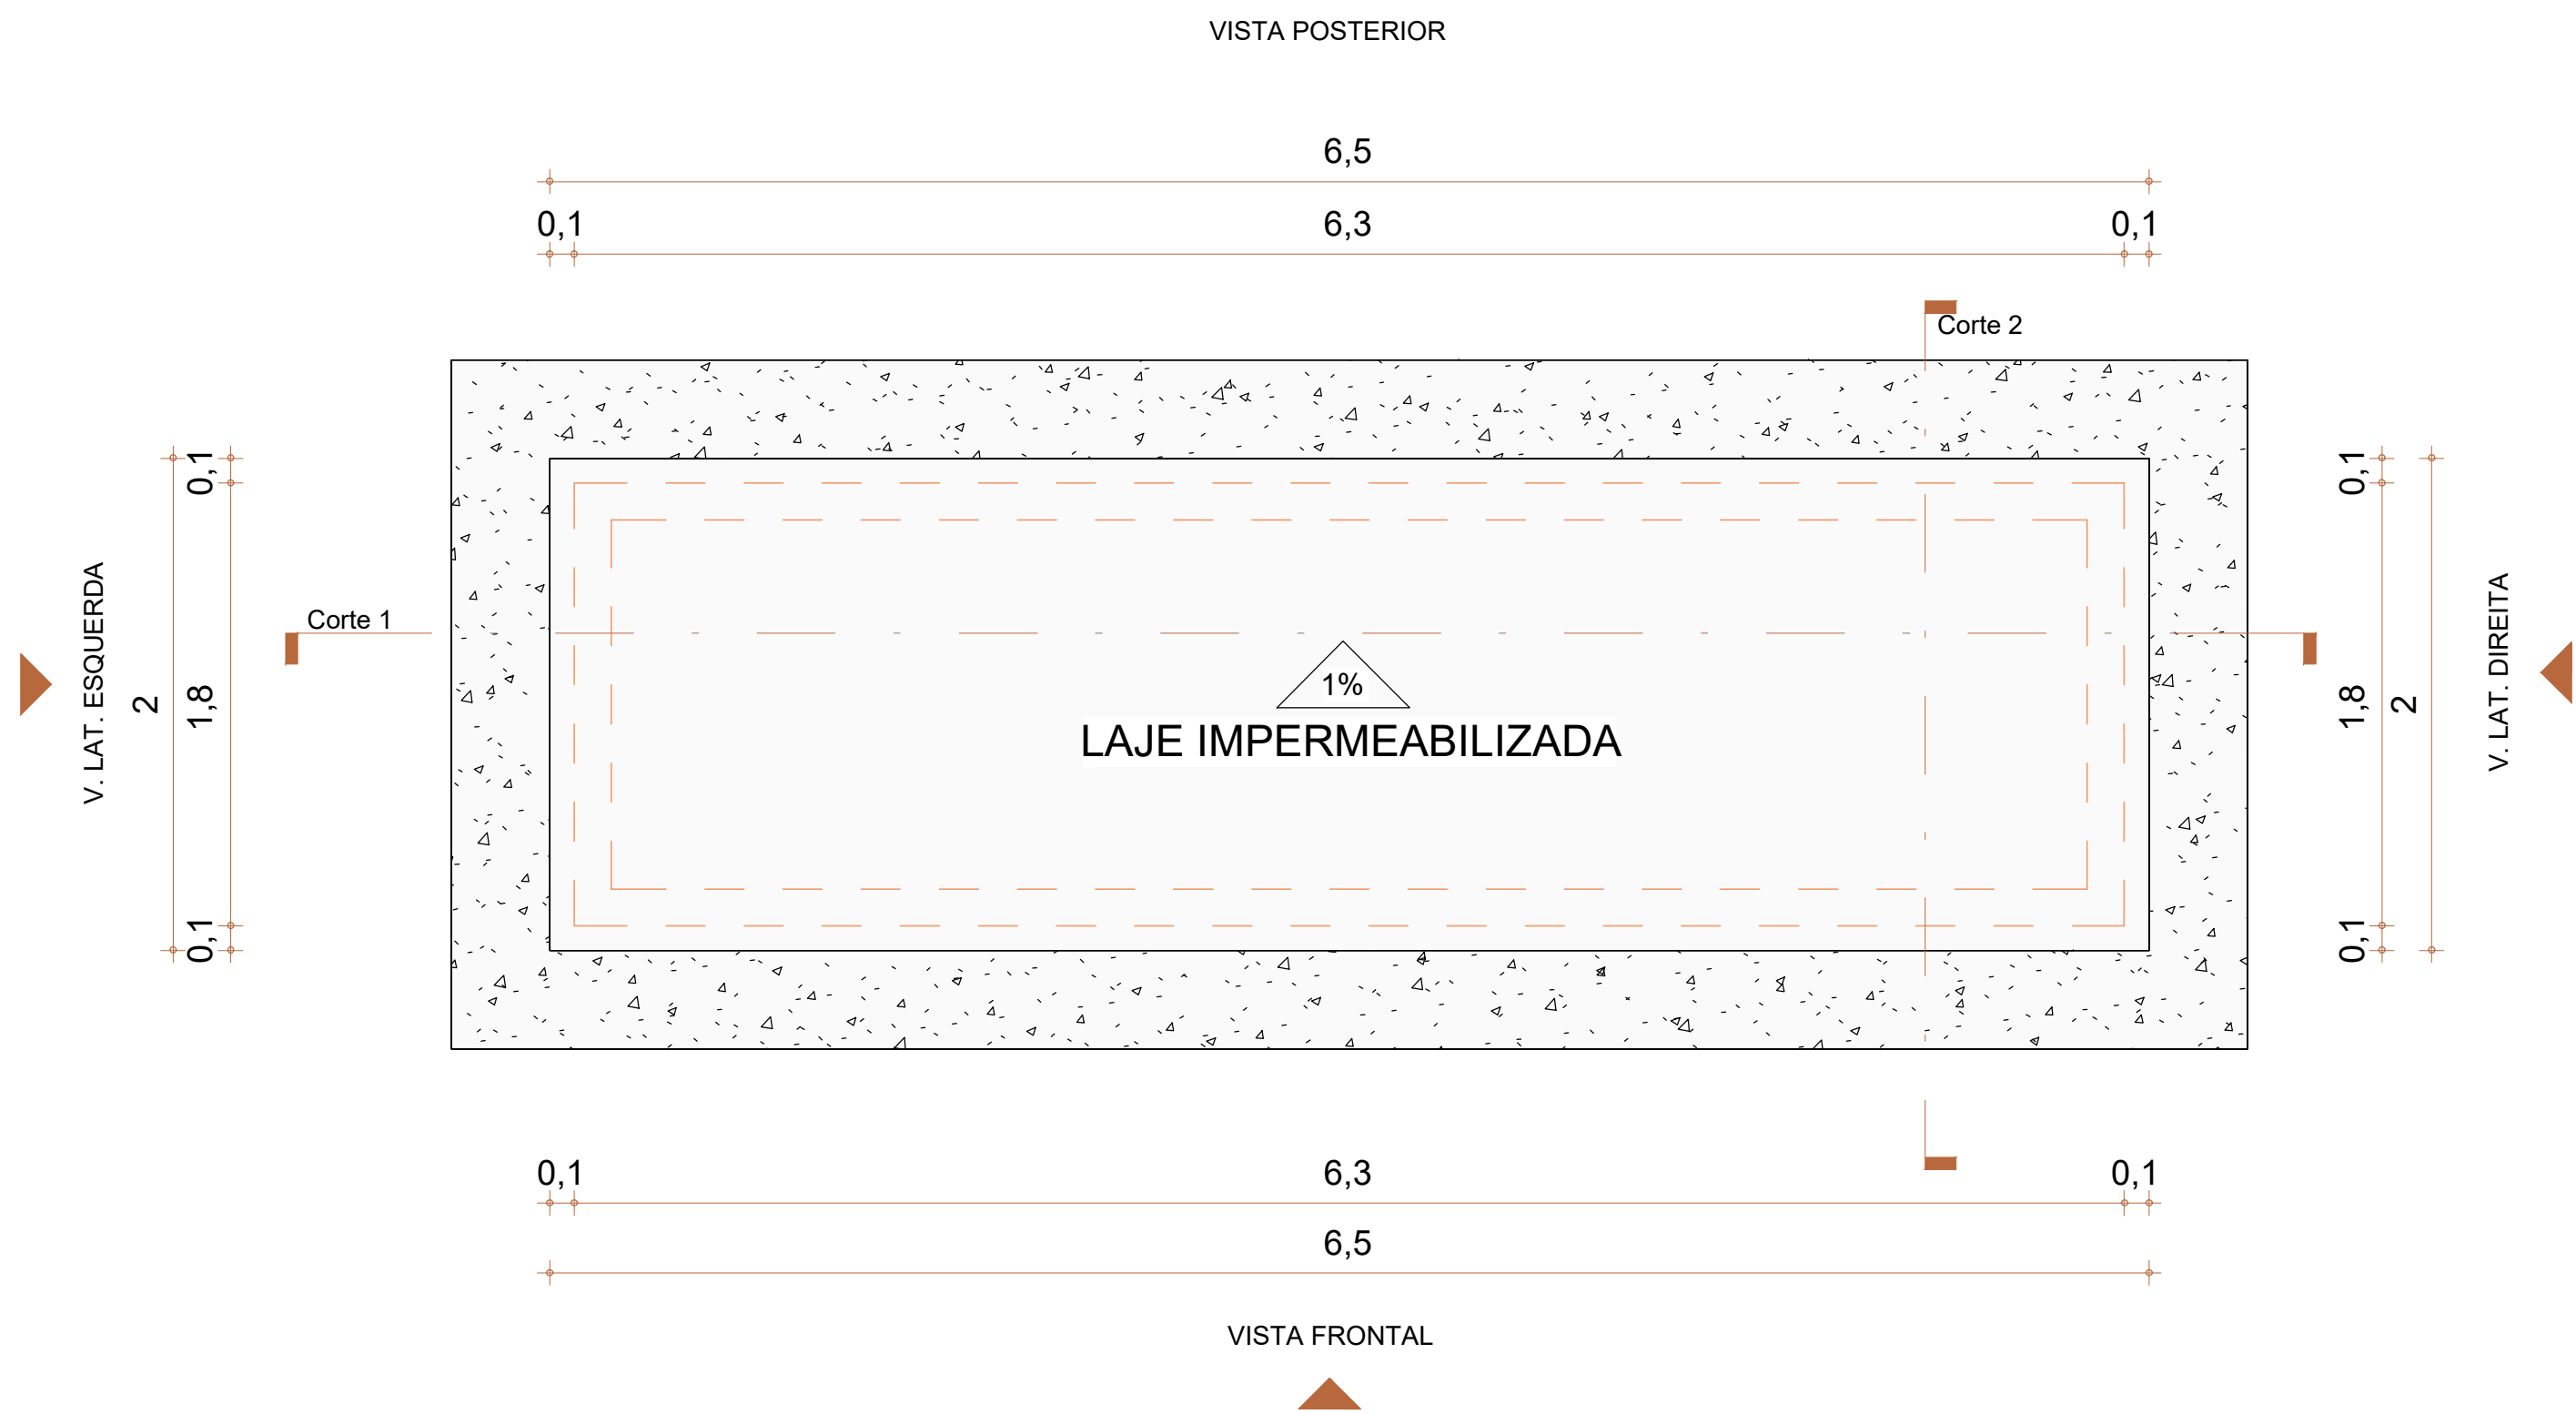 VISTA POSTERIOR
6,5
0,1 6,3 0,1
Corte 2
0,1
0,1
Corte 1
V. LAT. ESQUERDA
2
1,8
1%
LAJE IMPERMEABILIZADA
1,8
2
V. LAT. DIREITA
0,1
0,1
0,1 6,3 0,1
6,5
VISTA FRONTAL